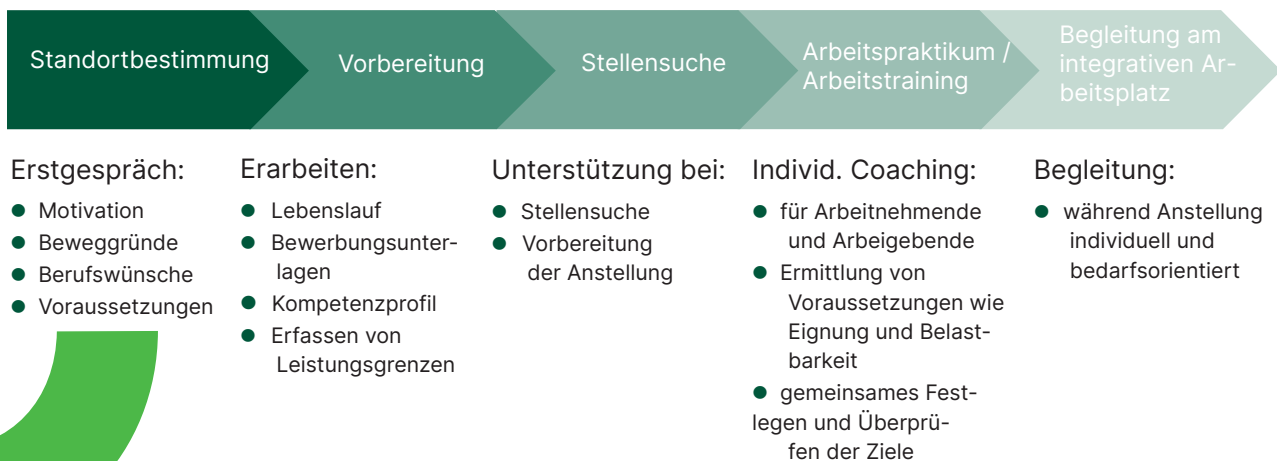 Standortbestimmung
Vorbereitung
Stellensuche
Arbeitspraktikum /
Arbeitstraining
Begleitung am
integrativen Ar-
beitsplatz
Erstgespräch:
● Motivation
● Beweggründe
● Berufswünsche
● Voraussetzungen
Erarbeiten:
● Lebenslauf
● Bewerbungsunter-
lagen
● Kompetenzprofil
● Erfassen von
Leistungsgrenzen
Unterstützung bei:
● Stellensuche
● Vorbereitung
der Anstellung
Individ. Coaching:
● für Arbeitnehmende
und Arbeigebende
● Ermittlung von
Voraussetzungen wie
Eignung und Belast-
barkeit
● gemeinsames Fest-
legen und Überprü-
fen der Ziele
Begleitung:
● während Anstellung
individuell und
bedarfsorientiert